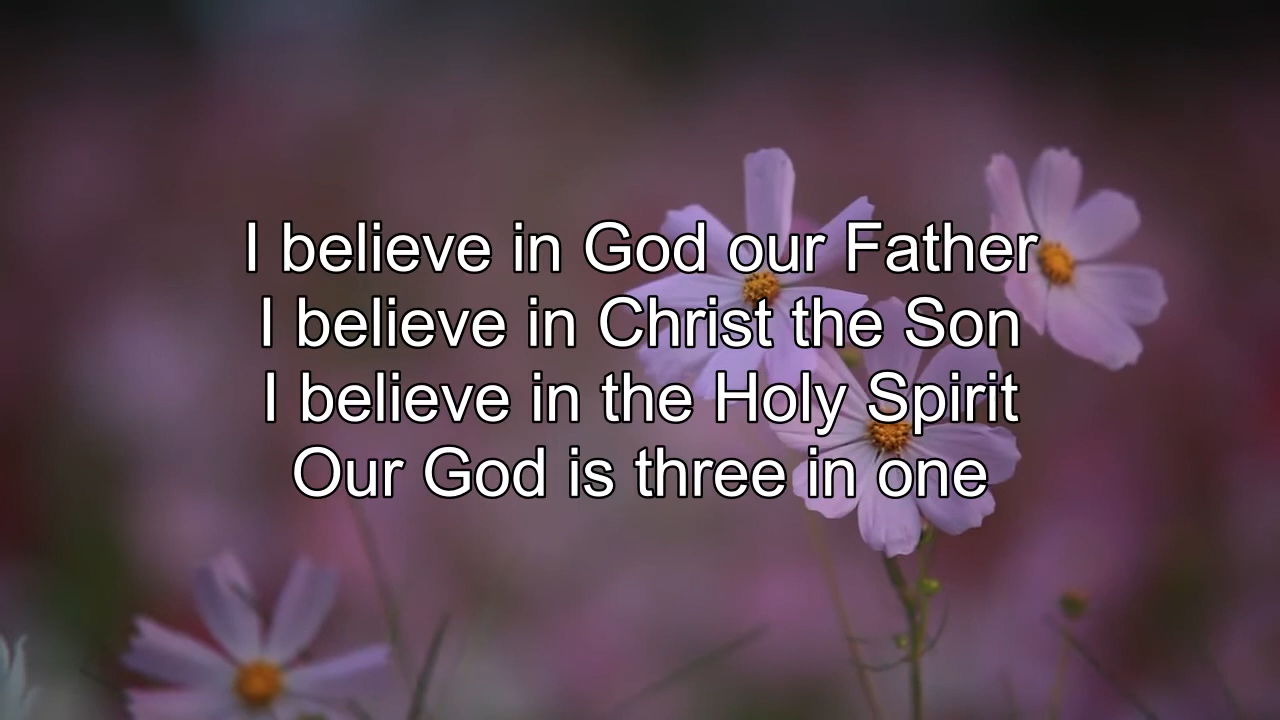 I believe in God our Father
I believe in Christ the Son
I believe in the Holy Spirit
Our God is three in one